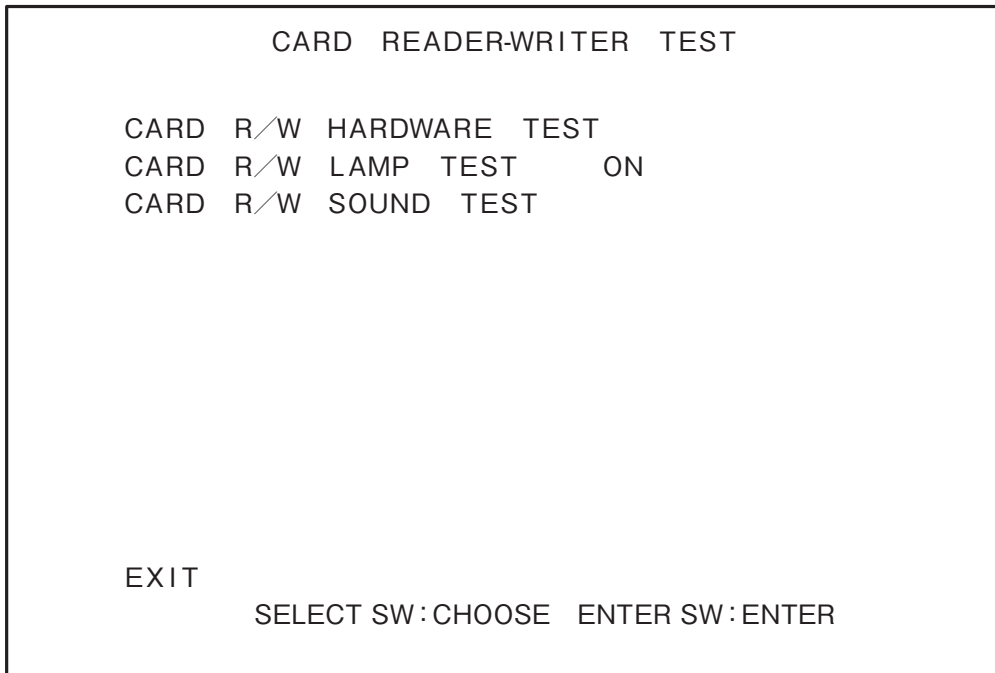 CARD READER-WRITER TEST
CARD R/W HARDWARE TEST
CARD R/W LAMP TEST ON
CARD R/W SOUND TEST
EXIT
SELECT SW:CHOOSE ENTER SW:ENTER